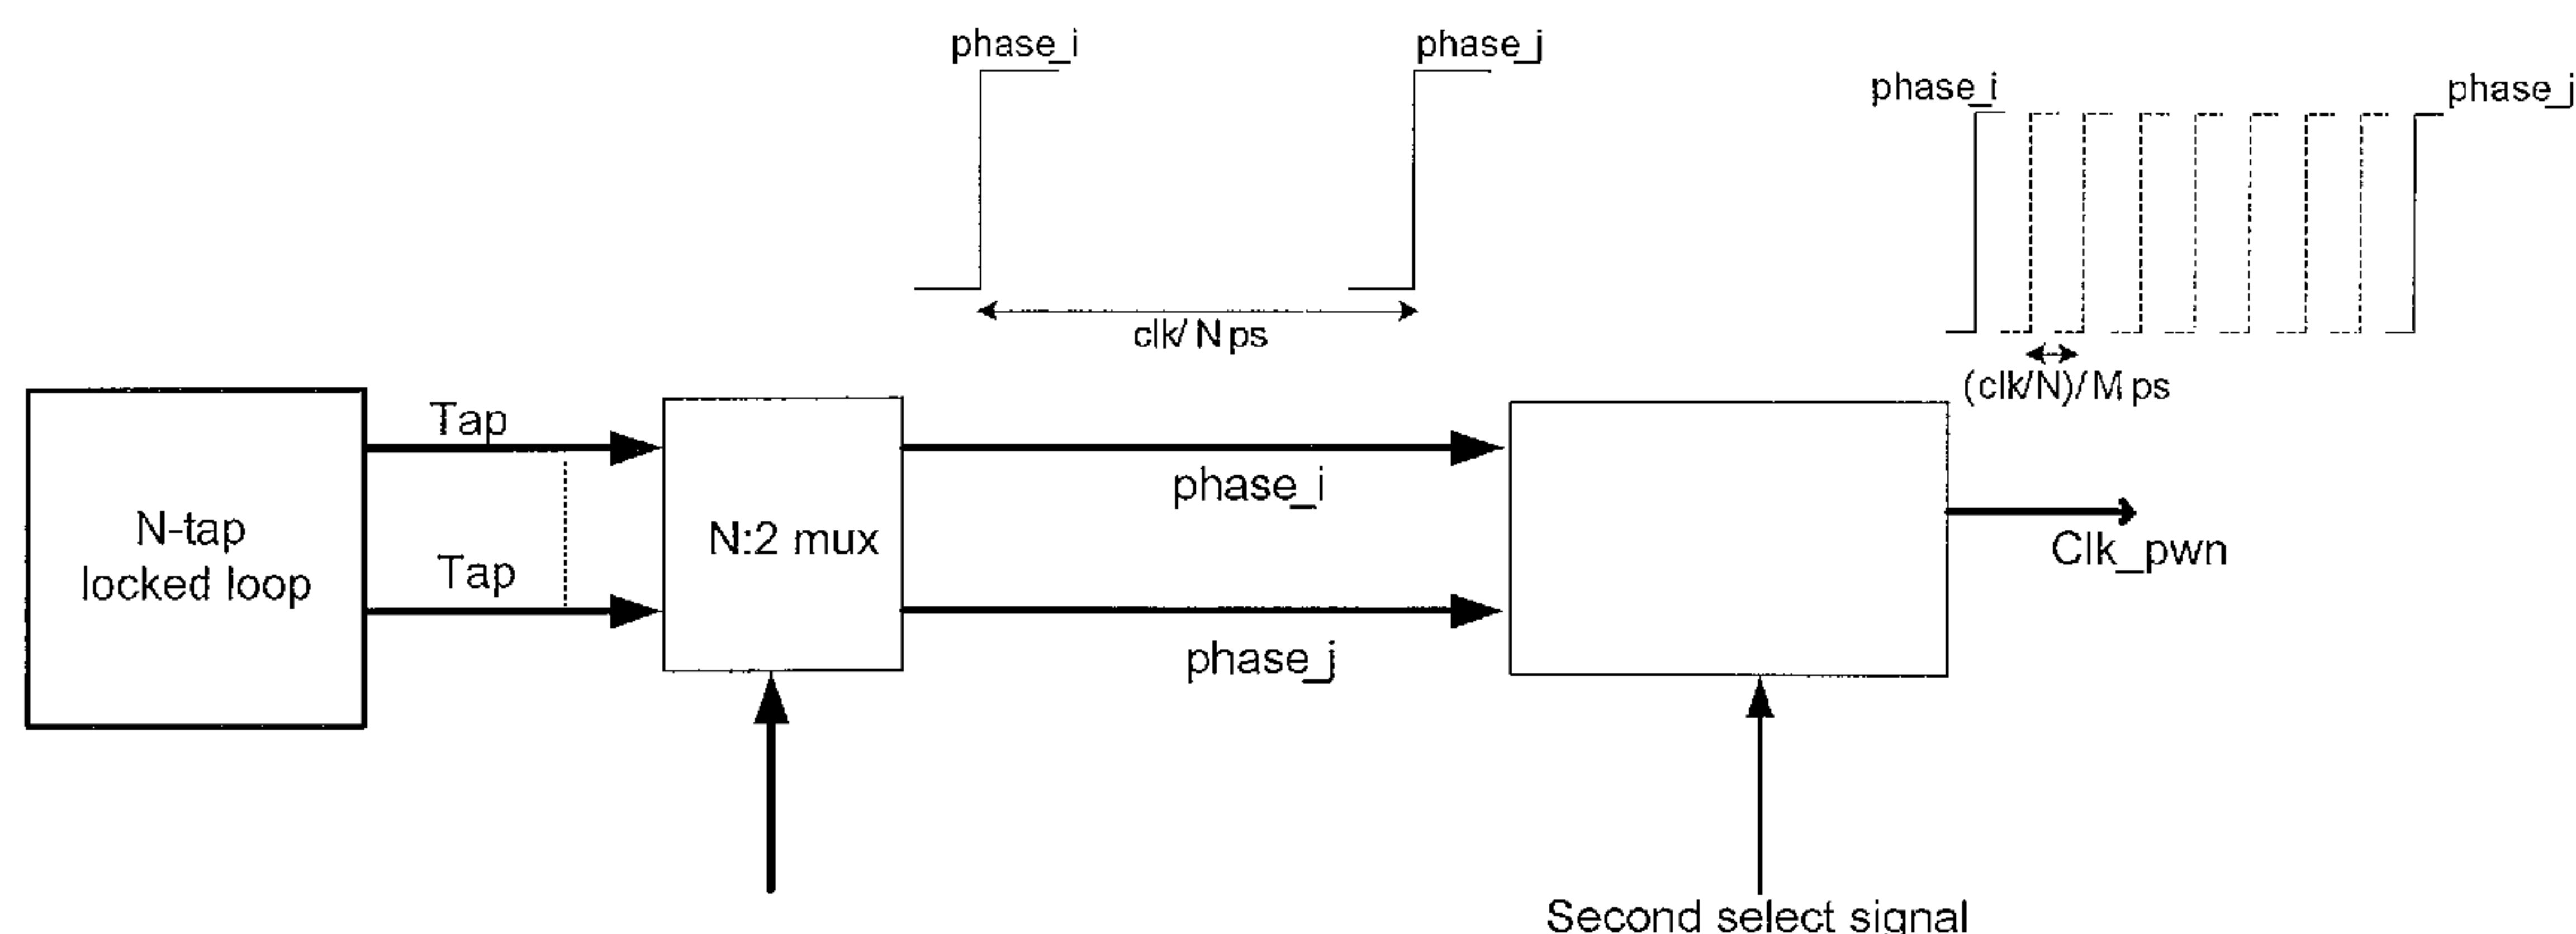 phase_i
phase_j
phase_i
phase_j
clk/ N ps
(clk/N)/M ps
Tap
N-tap
locked loop
Tap
N:2 mux
phase_i
phase_j
Clk_pwn
Second select signal